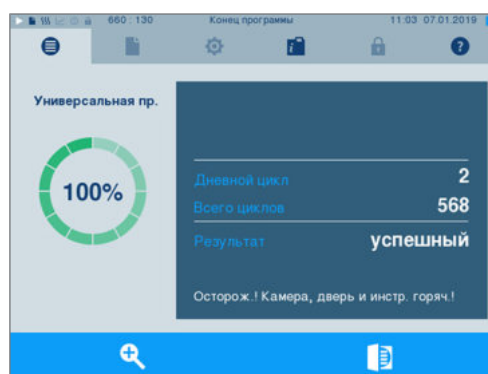 660 : 130 Конец программы 11:03 07.01.2019
Универсальная пр.
100%
Дневной цикл 2
Всего циклов 568
Результат успешный
Осторож.! Камера, дверь и инстр. горяч.!